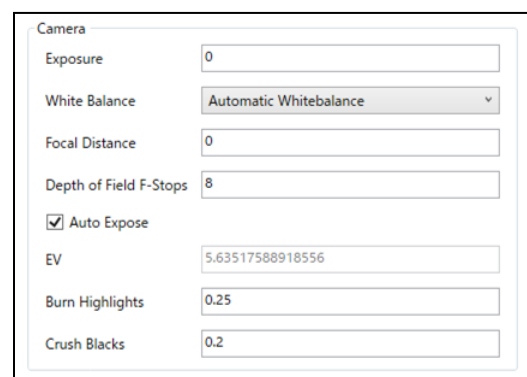 Camera
Exposure 0
White Balance Automatic Whitebalance
Focal Distance 0
Depth of Field F-Stops 8
Auto Expose
EV 5.63517588918556
Burn Highlights 0.25
Crush Blacks 0.2